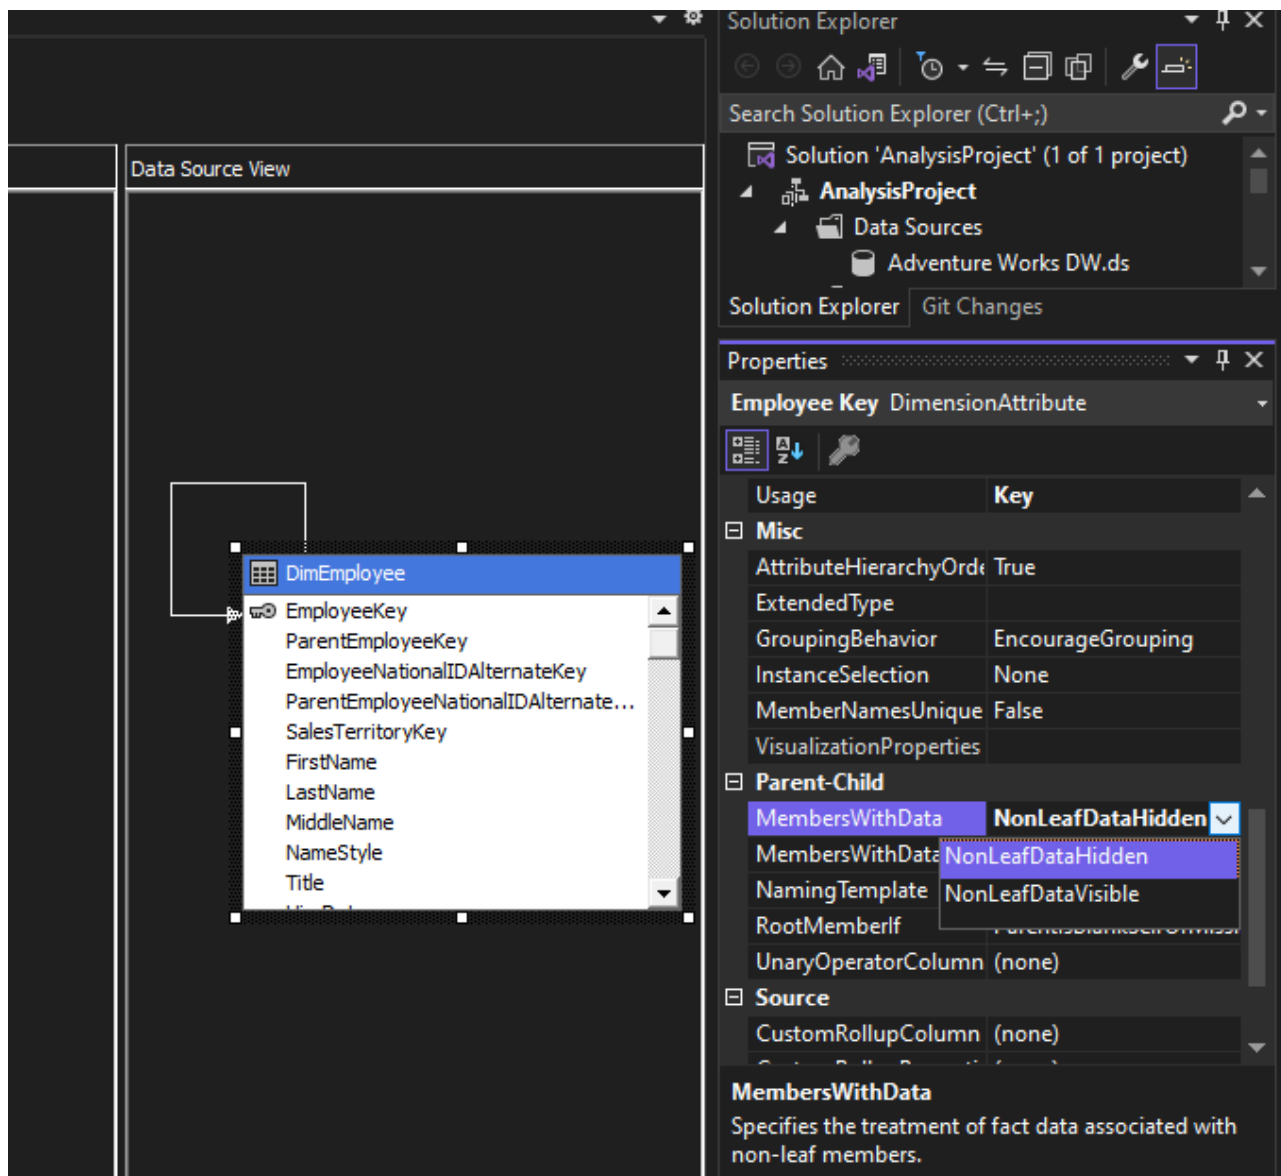 Solution Explorer
Search Solution Explorer (Ctrl+;)
Solution 'AnalysisProject' (1 of 1 project)
AnalysisProject
Data Sources
Adventure Works DW.ds
Solution Explorer Git Changes
Data Source View
DimEmployee
EmployeeKey
ParentEmployeeKey
EmployeeNationalIDAlternateKey
ParentEmployeeNationalIDAlternate...
SalesTerritoryKey
FirstName
LastName
MiddleName
NameStyle
Title
Properties
Employee Key DimensionAttribute
Usage Key
Misc
AttributeHierarchyOrde True
ExtendedType
GroupingBehavior EncourageGrouping
InstanceSelection None
MemberNamesUnique False
VisualizationProperties
Parent-Child
MembersWithData NonLeafDataHidden
MembersWithData
NonLeafDataHidden
NonLeafDataVisible
NamingTemplate
RootMemberIf
UnaryOperatorColumn (none)
Source
CustomRollupColumn (none)
MembersWithData
Specifies the treatment of fact data associated with
non-leaf members.